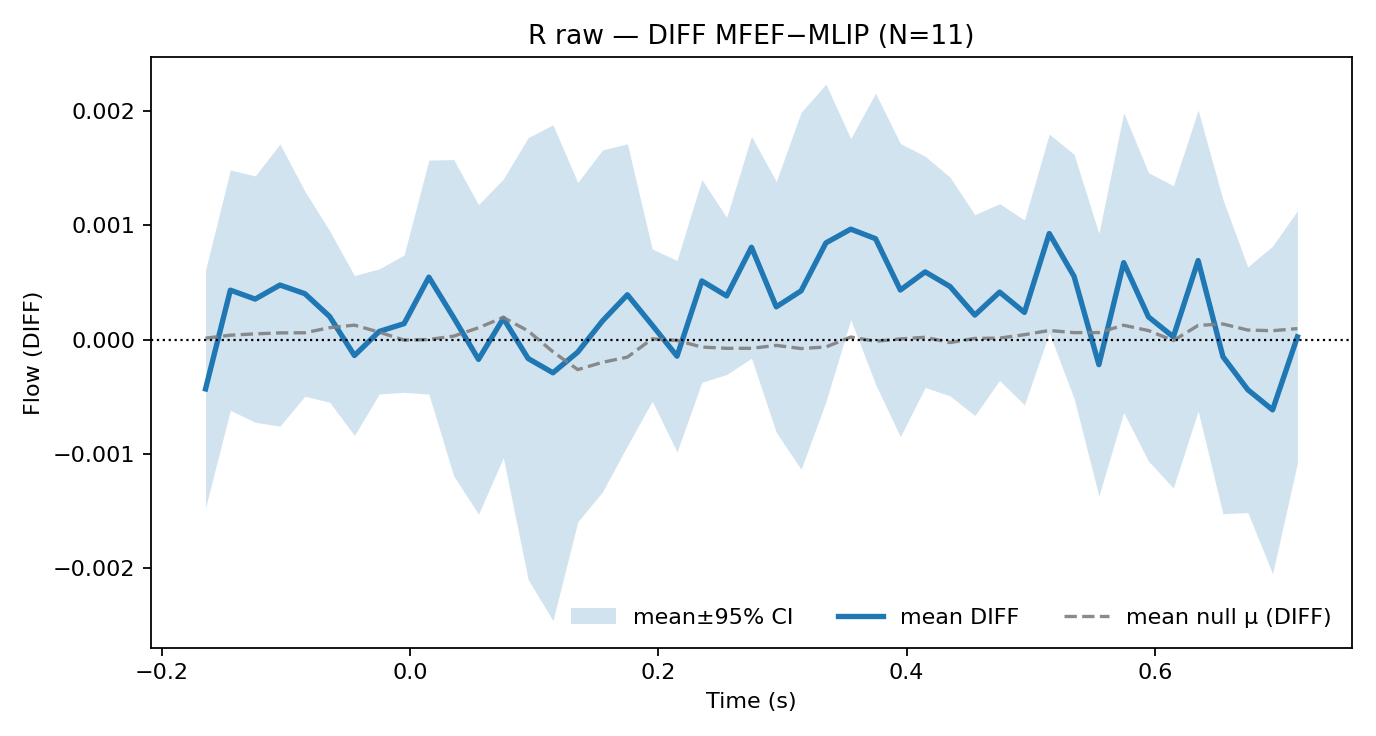 R raw — DIFF MFEF−MLIP (N=11)
Flow (DIFF)
0.002
0.001
0.000
−0.001
−0.002
mean±95% CI
mean DIFF
mean null μ (DIFF)
−0.2
0.0
0.2
0.4
0.6
Time (s)